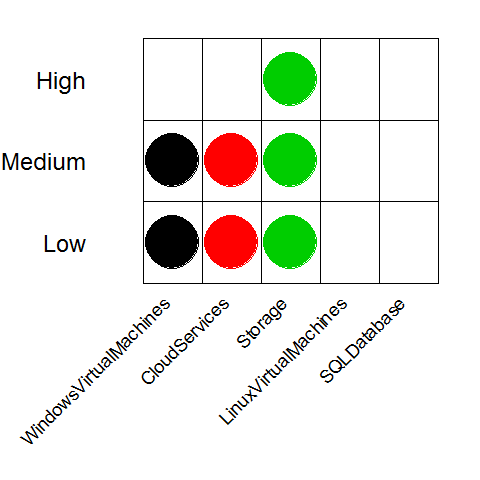 High
Medium
Low
WindowsVirtualMachines
CloudServices
Storage
LinuxVirtualMachines
SQLDatabase